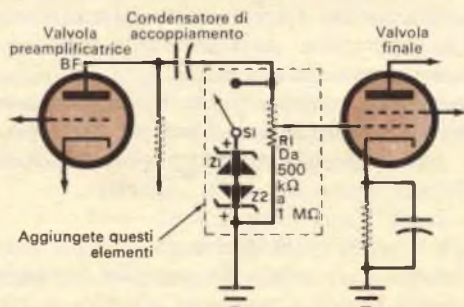 Condensatore di
accoppiamento
Valvola
preamplificatrice
BF
Valvola
finale
S1
+
Z1
Z2
+
R1
Da
500
kΩ
a
1 MΩ
Aggiungete questi
elementi